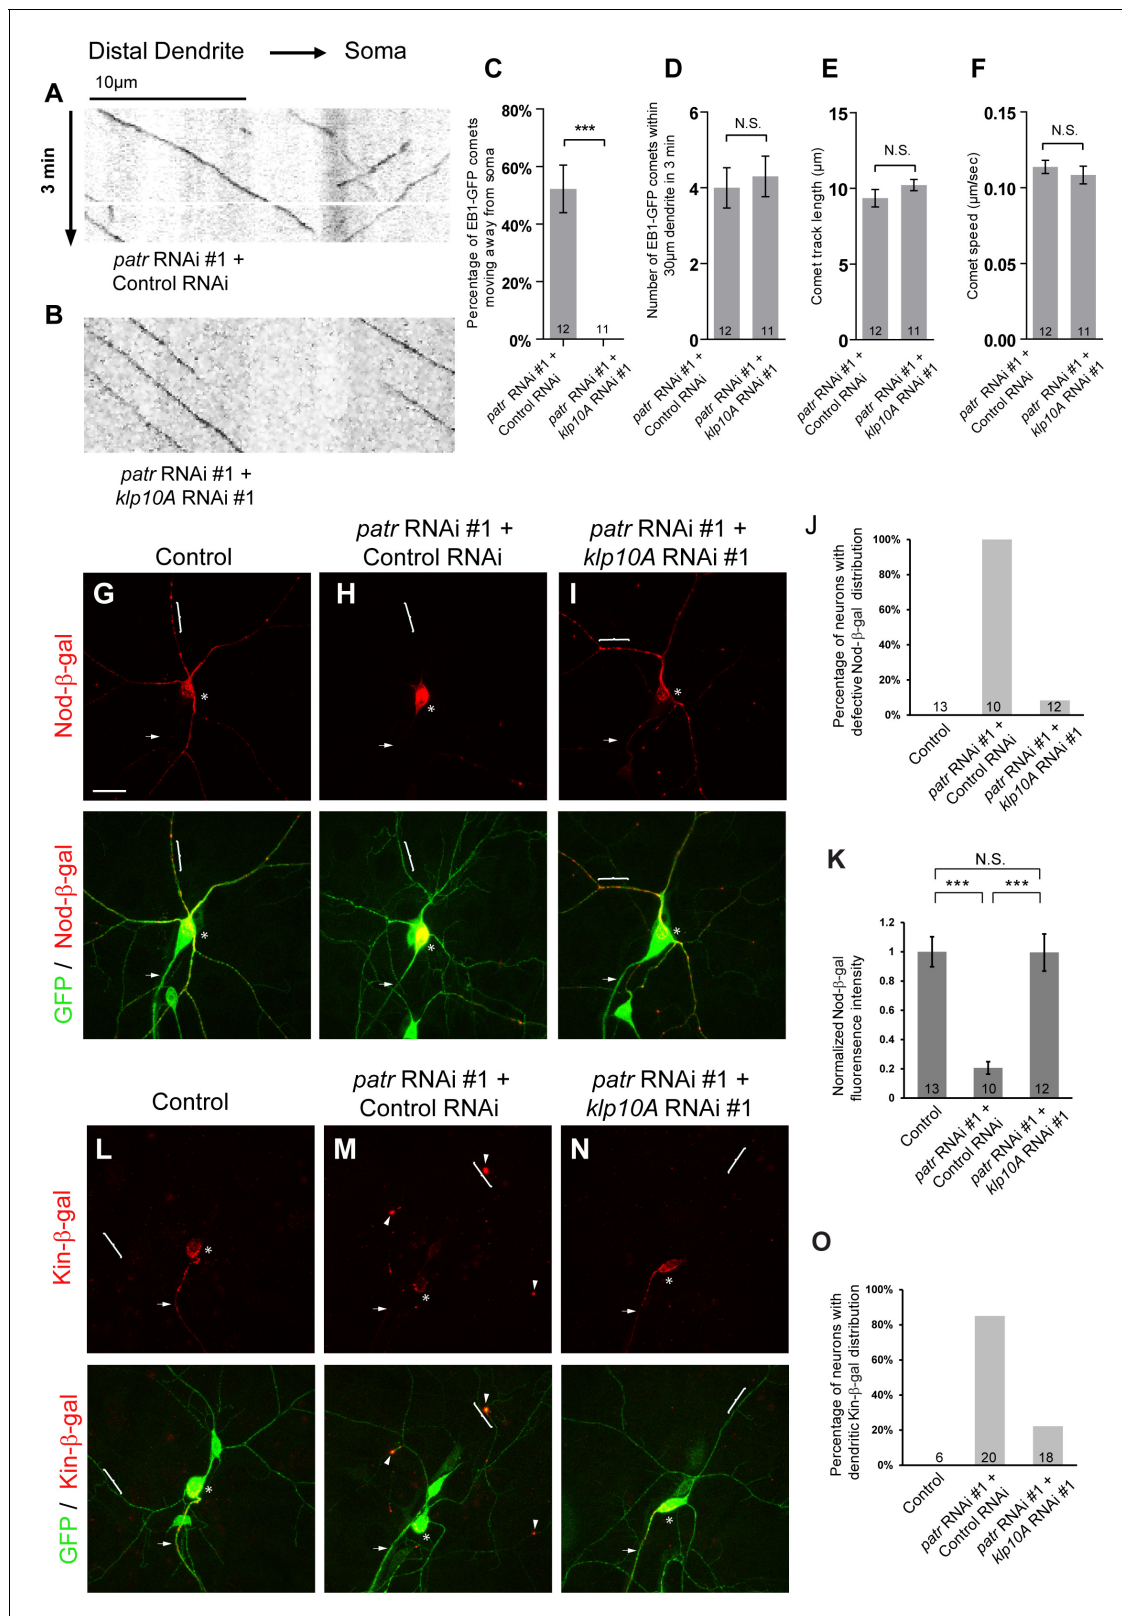 Distal Dendrite → Soma
A
10μm
3 min
patr RNAi #1 +
Control RNAi
B
patr RNAi #1 +
klp10A RNAi #1
C
Percentage of EB1-GFP comets
moving away from soma
80%
60%
40%
20%
0%
***
12
11
patr RNAi #1 +
Control RNAi
patr RNAi #1 +
klp10A RNAi #1
D
Number of EB1-GFP comets within
30μm dendrite in 3 min
6
4
2
0
N.S.
12
11
patr RNAi #1 +
Control RNAi
patr RNAi #1 +
klp10A RNAi #1
E
Comet track length (μm)
15
10
5
0
N.S.
12
11
patr RNAi #1 +
Control RNAi
patr RNAi #1 +
klp10A RNAi #1
F
Comet speed (μm/sec)
0.15
0.10
0.05
0.00
N.S.
12
11
patr RNAi #1 +
Control RNAi
patr RNAi #1 +
klp10A RNAi #1
Control
patr RNAi #1 +
Control RNAi
patr RNAi #1 +
klp10A RNAi #1
Nod-β-gal
G
*
H
*
I
*
GFP / Nod-β-gal
*
*
*
J
Percentage of neurons with
defective Nod-β-gal distribution
100%
80%
60%
40%
20%
0%
13
10
12
Control
patr RNAi #1 +
Control RNAi
patr RNAi #1 +
klp10A RNAi #1
K
Normalized Nod-β-gal
fluorensence intensity
N.S.
***
***
1.2
1
0.8
0.6
0.4
0.2
0
13
10
12
Control
patr RNAi #1 +
Control RNAi
patr RNAi #1 +
klp10A RNAi #1
Control
patr RNAi #1 +
Control RNAi
patr RNAi #1 +
klp10A RNAi #1
Kin-β-gal
L
*
M
*
N
*
GFP / Kin-β-gal
*
*
*
O
Percentage of neurons with
dendritic Kin-β-gal distribution
100%
80%
60%
40%
20%
0%
6
20
18
Control
patr RNAi #1 +
Control RNAi
patr RNAi #1 +
klp10A RNAi #1